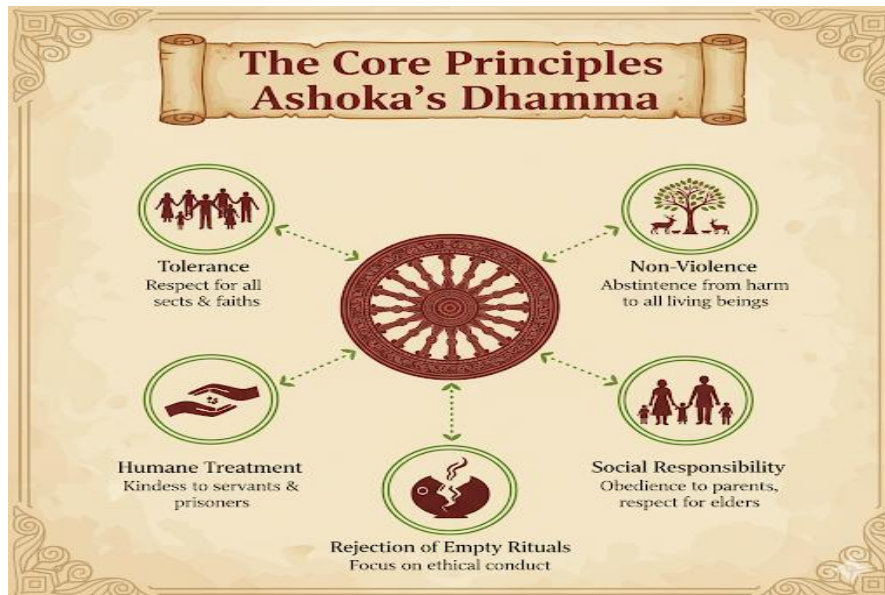 The Core Principles
Ashoka's Dhamma
Tolerance
Respect for all
sects & faiths
Non-Violence
Abstintence from harm
to all living beings
Humane Treatment
Kindess to servants &
prisoners
Social Responsibility
Obedience to parents,
respect for elders
Rejection of Empty Rituals
Focus on ethical conduct